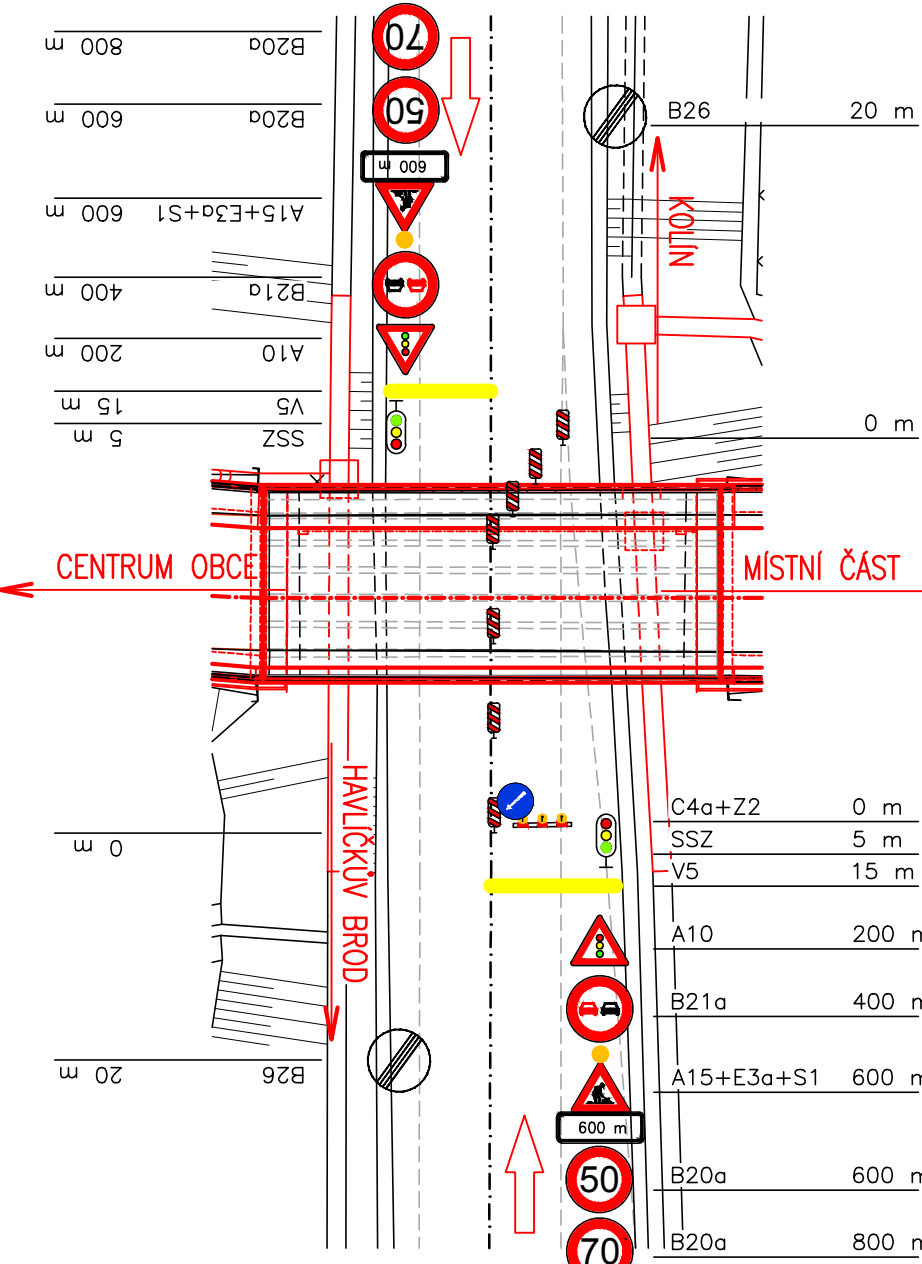 B20a 800 m
70
B20a 600 m
50
B26 20 m
600 m
A15+E3a+S1 600 m
KOLÍN
B21a 400 m
A10 200 m
V5 15 m
SSZ 5 m
0 m
CENTRUM OBCE
MÍSTNÍ ČÁST
HAVLÍČKŮV BROD
C4a+Z2 0 m
0 m
SSZ 5 m
V5 15 m
A10 200 m
B21a 400 m
B26 20 m
A15+E3a+S1 600 m
600 m
50
B20a 600 m
70
B20a 800 m